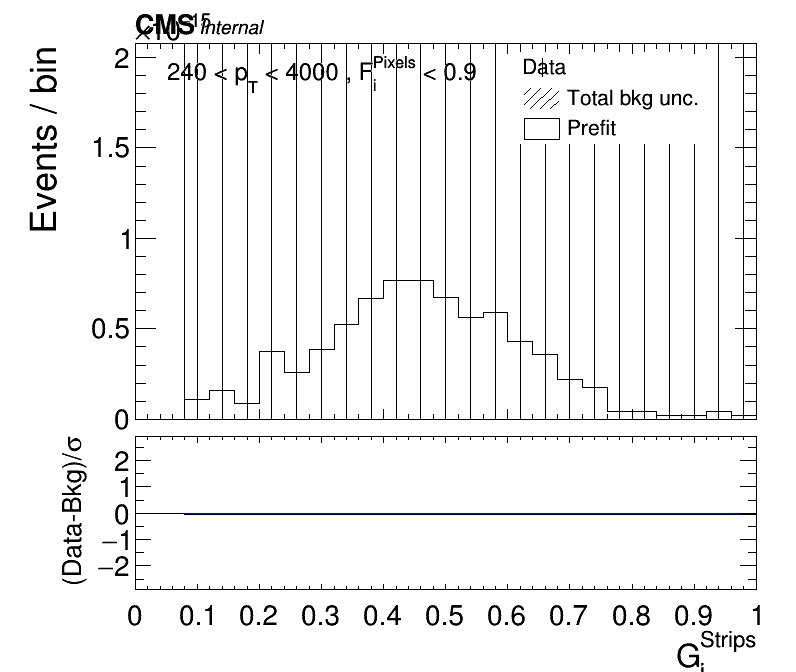 CMS Internal
×10^15
240 < p_T < 4000 , F_i^Pixels < 0.9
Data
Total bkg unc.
Prefit
Events / bin
2
1.5
1
0.5
0
(Data-Bkg)/σ
2
1
0
−1
−2
0 0.1 0.2 0.3 0.4 0.5 0.6 0.7 0.8 0.9 1
G_i^Strips